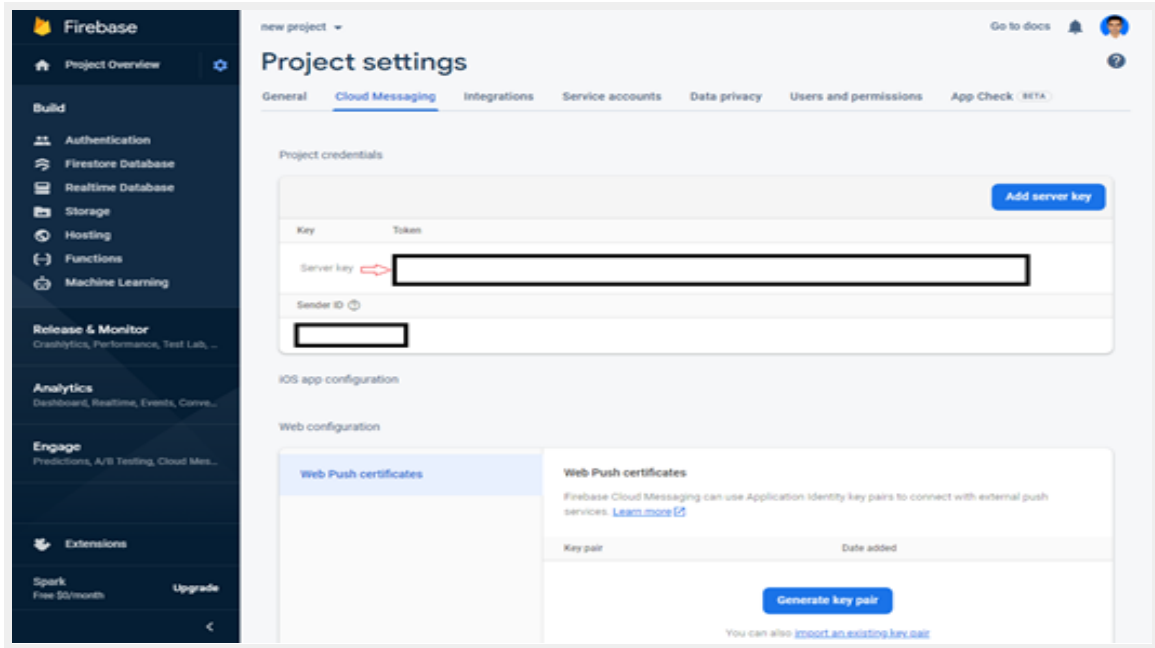 Firebase
Project Overview
Build
Authentication
Firestore Database
Realtime Database
Storage
Hosting
Functions
Machine Learning
Release & Monitor
Crashlytics, Performance, Test Lab, ...
Analytics
Dashboard, Realtime, Events, Conve...
Engage
Predictions, A/B Testing, Cloud Mes...
Extensions
Spark
Free $0/month
Upgrade
new project
Go to docs
Project settings
General Cloud Messaging Integrations Service accounts Data privacy Users and permissions App Check BETA
Project credentials
Add server key
Key Token
Server key
Sender ID
iOS app configuration
Web configuration
Web Push certificates
Web Push certificates
Firebase Cloud Messaging can use Application Identity key pairs to connect with external push
services. Learn more
Key pair Date added
Generate key pair
You can also import an existing key pair